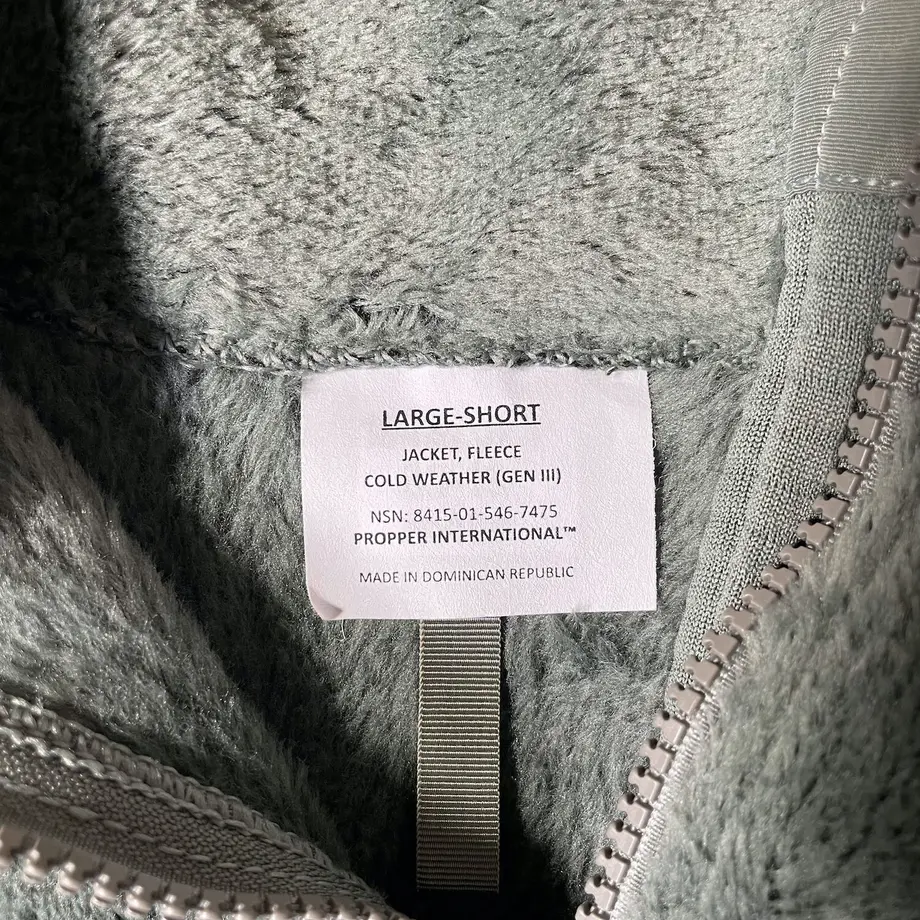 LARGE-SHORT
JACKET, FLEECE
COLD WEATHER (GEN III)
NSN: 8415-01-546-7475
PROPPER INTERNATIONAL™
MADE IN DOMINICAN REPUBLIC